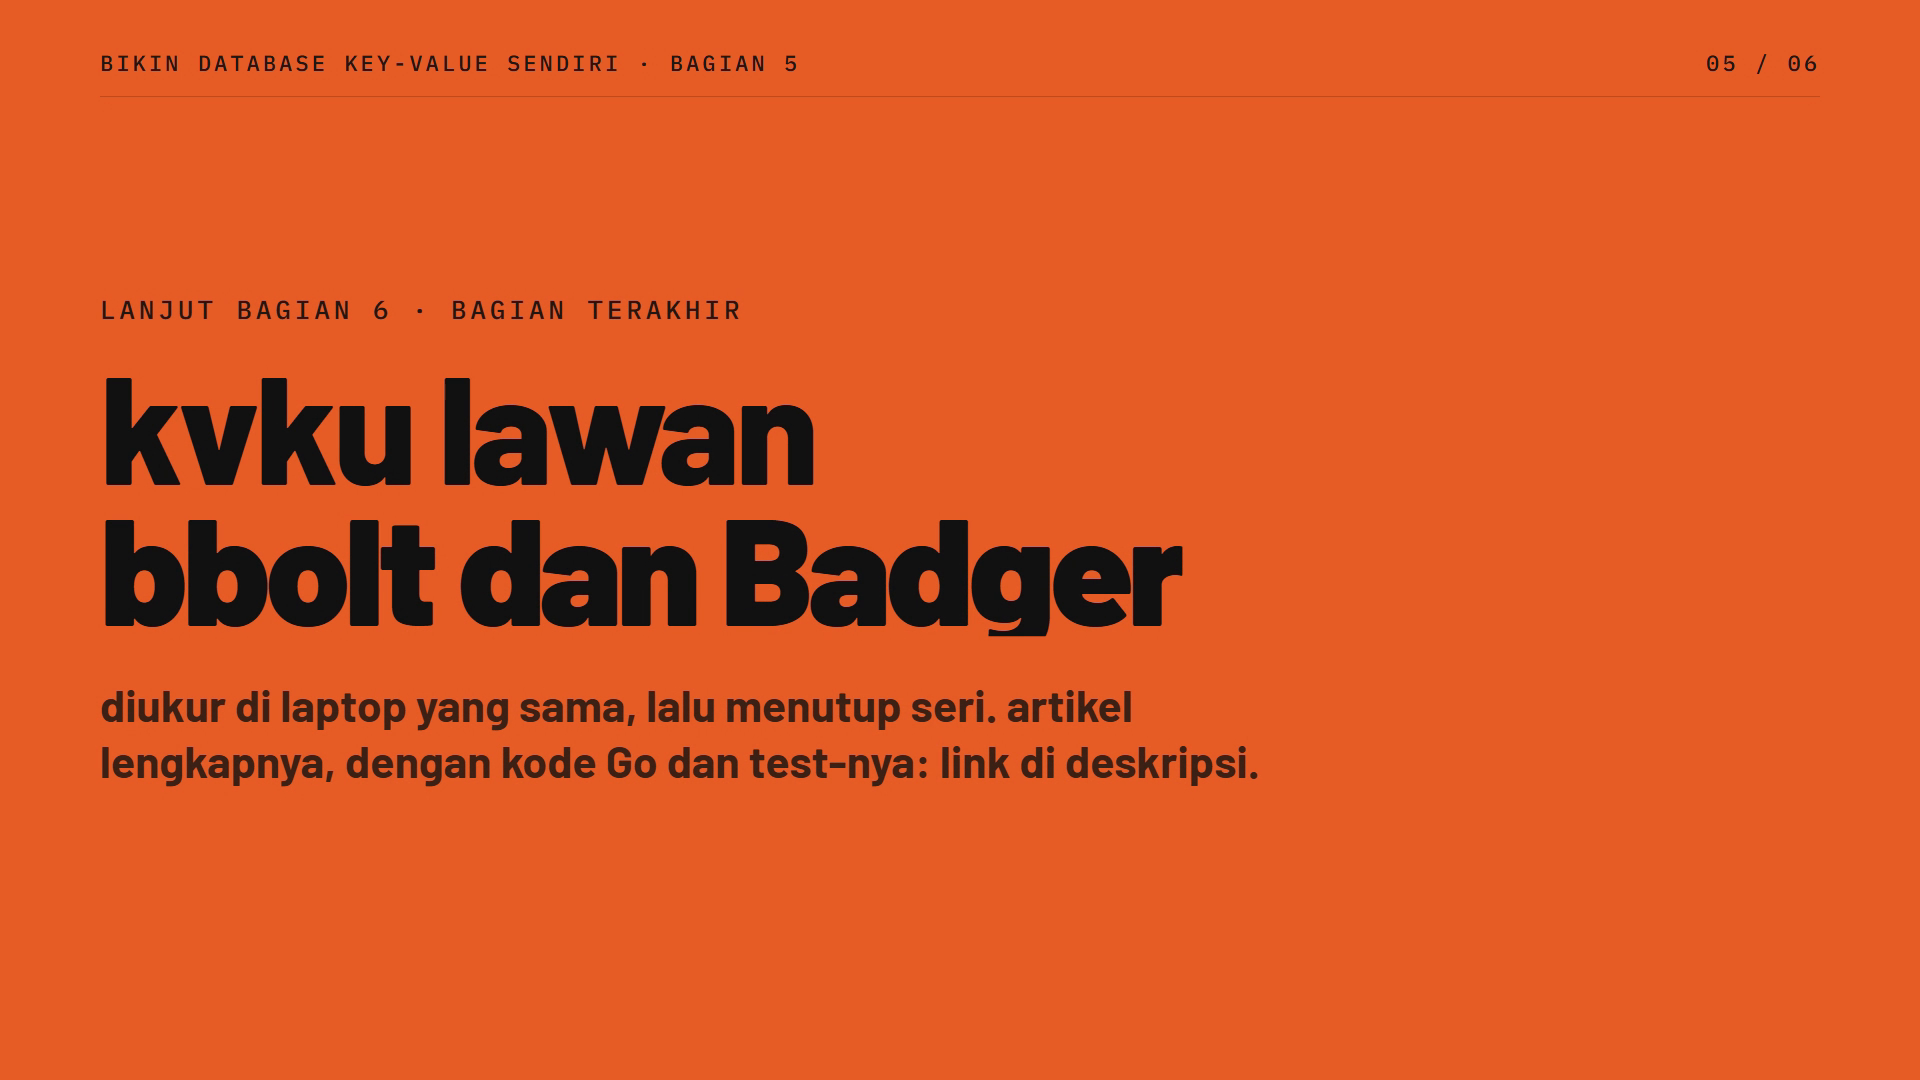 BIKIN DATABASE KEY-VALUE SENDIRI · BAGIAN 5
05 / 06
LANJUT BAGIAN 6 · BAGIAN TERAKHIR
kvku lawan
bbolt dan Badger
diukur di laptop yang sama, lalu menutup seri. artikel
lengkapnya, dengan kode Go dan test-nya: link di deskripsi.